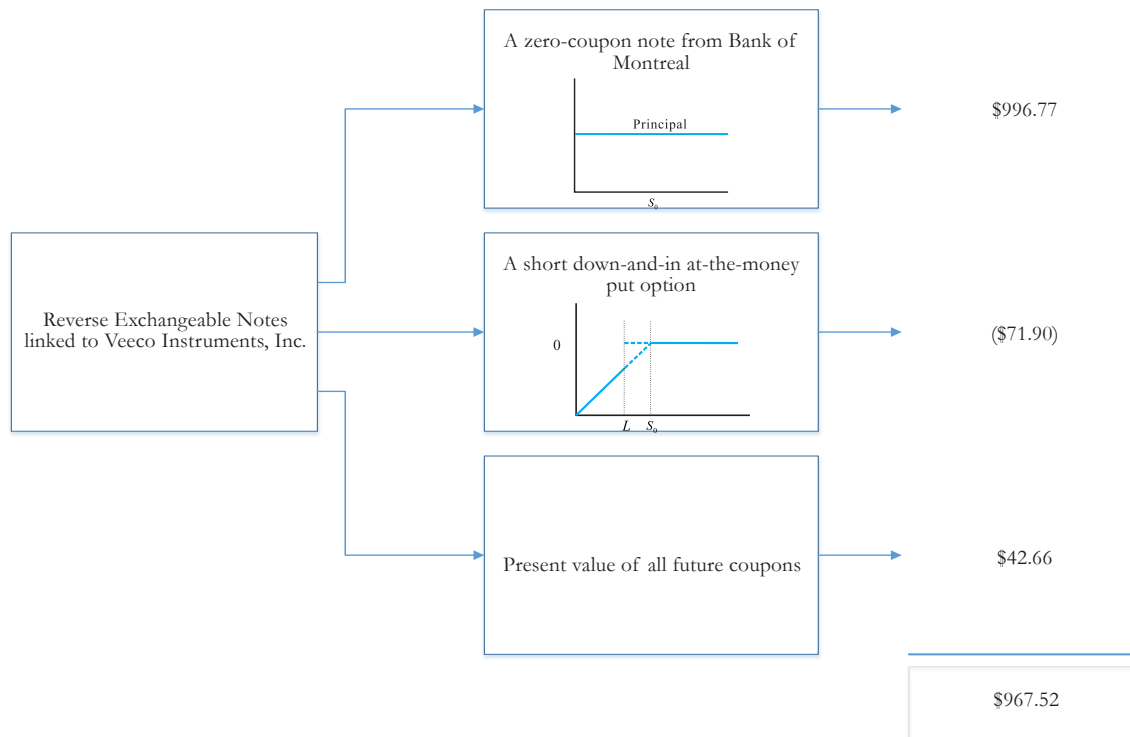 A zero-coupon note from Bank of
Montreal
Principal
S₀
$996.77
Reverse Exchangeable Notes
linked to Veeco Instruments, Inc.
A short down-and-in at-the-money
put option
0
L S₀
($71.90)
Present value of all future coupons
$42.66
$967.52